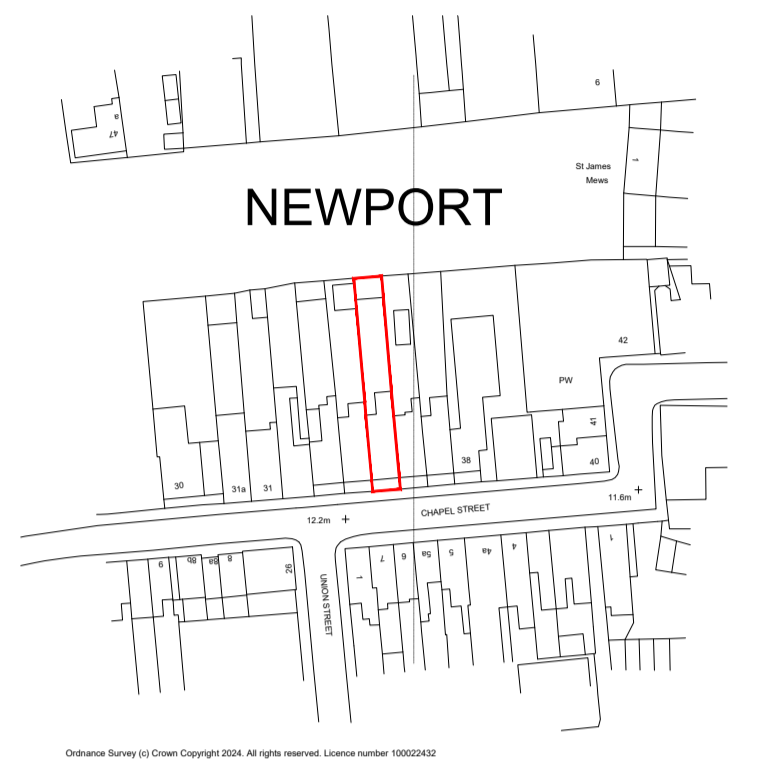 6
47
a
St James
Mews
1
NEWPORT
42
PW
41
40
38
30
31a
31
11.6m
CHAPEL STREET
12.2m
9
8b
8a
8
26
UNION STREET
1
7
6
5a
5
4a
4
1
Ordnance Survey (c) Crown Copyright 2024. All rights reserved. Licence number 100022432